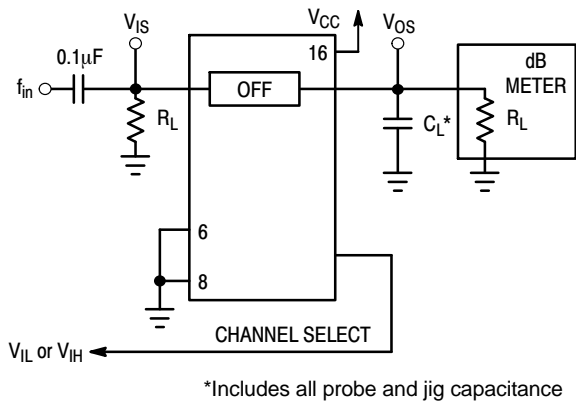 V_IS
V_CC
V_OS
0.1μF
16
dB
METER
f_in
OFF
R_L
C_L*
R_L
6
8
CHANNEL SELECT
V_IL or V_IH
*Includes all probe and jig capacitance